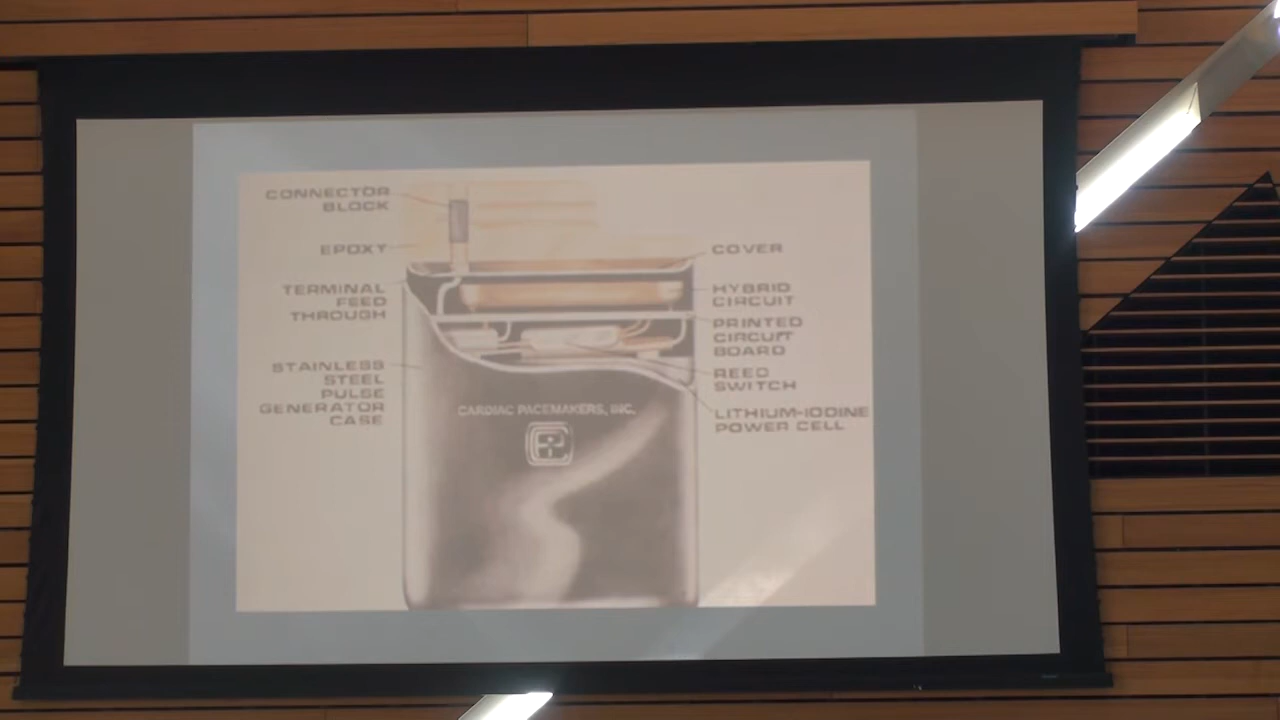 CONNECTOR
BLOCK
EPOXY
TERMINAL
FEED
THROUGH
STAINLESS
STEEL
PULSE
GENERATOR
CASE
COVER
HYBRID
CIRCUIT
PRINTED
CIRCUIT
BOARD
REED
SWITCH
LITHIUM-IODINE
POWER CELL
CARDIAC PACEMAKERS, INC.